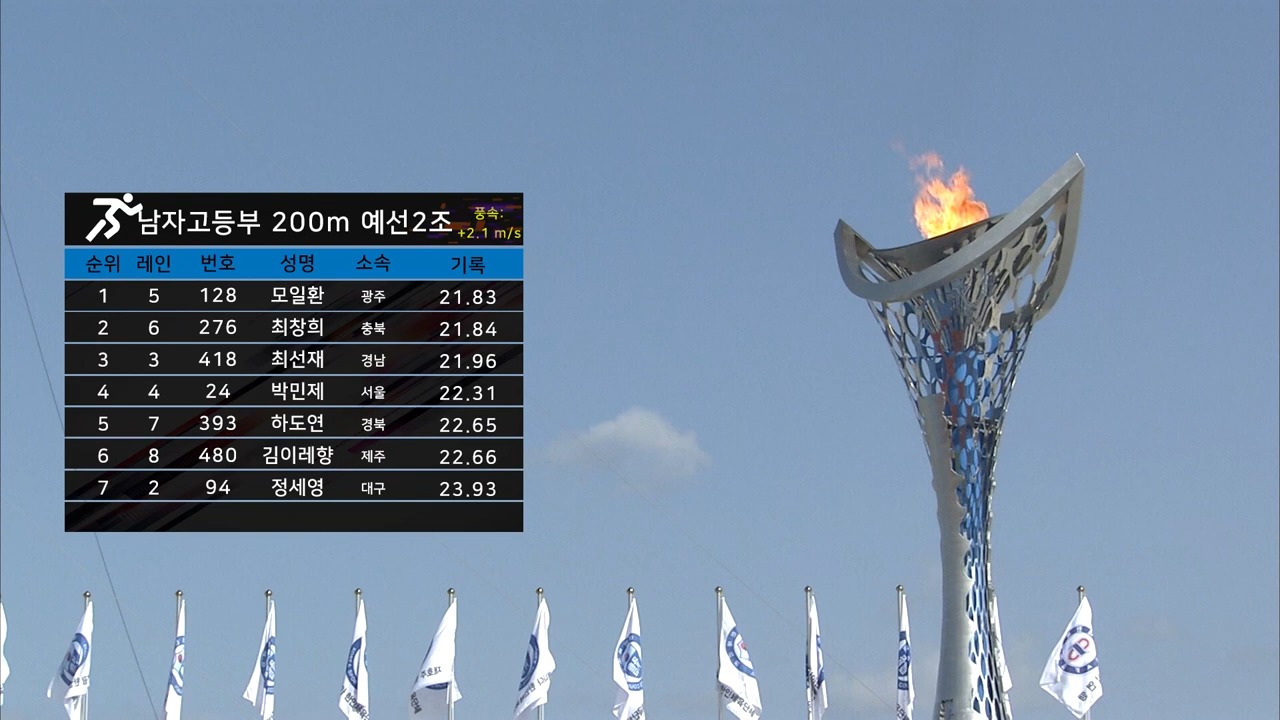 남자고등부 200m 예선2조
풍속:
+2.1 m/s
순위 레인 번호 성명 소속 기록
1 5 128 모일환 광주 21.83
2 6 276 최창희 충북 21.84
3 3 418 최선재 경남 21.96
4 4 24 박민제 서울 22.31
5 7 393 하도연 경북 22.65
6 8 480 김이레향 제주 22.66
7 2 94 정세영 대구 23.93